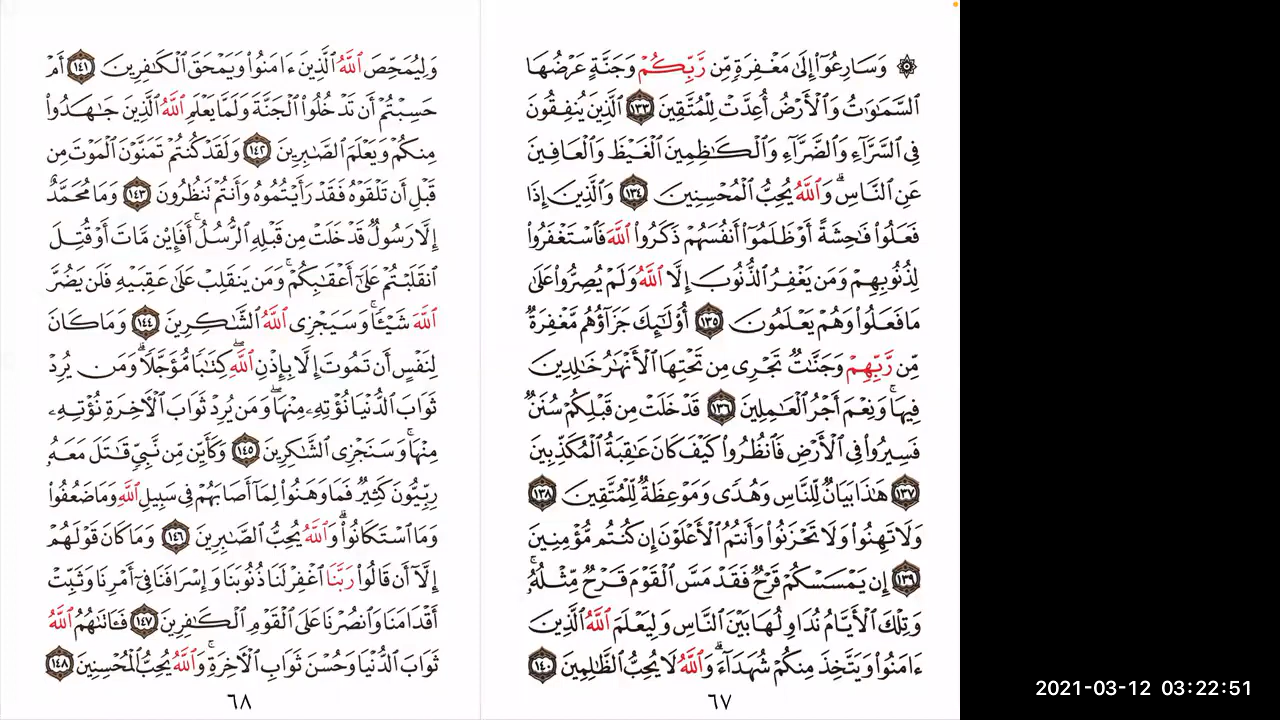 ۞ وَسَارِعُوٓا۟ إِلَىٰ مَغْفِرَةٍ مِّن رَّبِّكُمْ وَجَنَّةٍ عَرْضُهَا
ٱلسَّمَٰوَٰتُ وَٱلْأَرْضُ أُعِدَّتْ لِلْمُتَّقِينَ ١٣٣ ٱلَّذِينَ يُنفِقُونَ
فِى ٱلسَّرَّآءِ وَٱلضَّرَّآءِ وَٱلْكَٰظِمِينَ ٱلْغَيْظَ وَٱلْعَافِينَ
عَنِ ٱلنَّاسِ ۗ وَٱللَّهُ يُحِبُّ ٱلْمُحْسِنِينَ ١٣٤ وَٱلَّذِينَ إِذَا
فَعَلُوا۟ فَٰحِشَةً أَوْ ظَلَمُوٓا۟ أَنفُسَهُمْ ذَكَرُوا۟ ٱللَّهَ فَٱسْتَغْفَرُوا۟
لِذُنُوبِهِمْ وَمَن يَغْفِرُ ٱلذُّنُوبَ إِلَّا ٱللَّهُ وَلَمْ يُصِرُّوا۟ عَلَىٰ
مَا فَعَلُوا۟ وَهُمْ يَعْلَمُونَ ١٣٥ أُو۟لَٰٓئِكَ جَزَآؤُهُم مَّغْفِرَةٌ
مِّن رَّبِّهِمْ وَجَنَّٰتٌ تَجْرِى مِن تَحْتِهَا ٱلْأَنْهَٰرُ خَٰلِدِينَ
فِيهَا ۚ وَنِعْمَ أَجْرُ ٱلْعَٰمِلِينَ ١٣٦ قَدْ خَلَتْ مِن قَبْلِكُمْ سُنَنٌ
فَسِيرُوا۟ فِى ٱلْأَرْضِ فَٱنظُرُوا۟ كَيْفَ كَانَ عَٰقِبَةُ ٱلْمُكَذِّبِينَ
١٣٧ هَٰذَا بَيَانٌ لِّلنَّاسِ وَهُدًى وَمَوْعِظَةٌ لِّلْمُتَّقِينَ ١٣٨
وَلَا تَهِنُوا۟ وَلَا تَحْزَنُوا۟ وَأَنتُمُ ٱلْأَعْلَوْنَ إِن كُنتُم مُّؤْمِنِينَ
١٣٩ إِن يَمْسَسْكُمْ قَرْحٌ فَقَدْ مَسَّ ٱلْقَوْمَ قَرْحٌ مِّثْلُهُۥ ۚ
وَتِلْكَ ٱلْأَيَّامُ نُدَاوِلُهَا بَيْنَ ٱلنَّاسِ وَلِيَعْلَمَ ٱللَّهُ ٱلَّذِينَ
ءَامَنُوا۟ وَيَتَّخِذَ مِنكُمْ شُهَدَآءَ ۗ وَٱللَّهُ لَا يُحِبُّ ٱلظَّٰلِمِينَ ١٤٠
٦٧
وَلِيُمَحِّصَ ٱللَّهُ ٱلَّذِينَ ءَامَنُوا۟ وَيَمْحَقَ ٱلْكَٰفِرِينَ ١٤١ أَمْ
حَسِبْتُمْ أَن تَدْخُلُوا۟ ٱلْجَنَّةَ وَلَمَّا يَعْلَمِ ٱللَّهُ ٱلَّذِينَ جَٰهَدُوا۟
مِنكُمْ وَيَعْلَمَ ٱلصَّٰبِرِينَ ١٤٢ وَلَقَدْ كُنتُمْ تَمَنَّوْنَ ٱلْمَوْتَ مِن
قَبْلِ أَن تَلْقَوْهُ فَقَدْ رَأَيْتُمُوهُ وَأَنتُمْ تَنظُرُونَ ١٤٣ وَمَا مُحَمَّدٌ
إِلَّا رَسُولٌ قَدْ خَلَتْ مِن قَبْلِهِ ٱلرُّسُلُ ۚ أَفَإِي۟ن مَّاتَ أَوْ قُتِلَ
ٱنقَلَبْتُمْ عَلَىٰٓ أَعْقَٰبِكُمْ ۚ وَمَن يَنقَلِبْ عَلَىٰ عَقِبَيْهِ فَلَن يَضُرَّ
ٱللَّهَ شَيْـًٔا ۗ وَسَيَجْزِى ٱللَّهُ ٱلشَّٰكِرِينَ ١٤٤ وَمَا كَانَ
لِنَفْسٍ أَن تَمُوتَ إِلَّا بِإِذْنِ ٱللَّهِ كِتَٰبًا مُّؤَجَّلًا ۗ وَمَن يُرِدْ
ثَوَابَ ٱلدُّنْيَا نُؤْتِهِۦ مِنْهَا ۖ وَمَن يُرِدْ ثَوَابَ ٱلْءَاخِرَةِ نُؤْتِهِۦ
مِنْهَا ۚ وَسَنَجْزِى ٱلشَّٰكِرِينَ ١٤٥ وَكَأَيِّن مِّن نَّبِىٍّ قَٰتَلَ مَعَهُۥ
رِبِّيُّونَ كَثِيرٌ فَمَا وَهَنُوا۟ لِمَآ أَصَابَهُمْ فِى سَبِيلِ ٱللَّهِ وَمَا ضَعُفُوا۟
وَمَا ٱسْتَكَانُوا۟ ۗ وَٱللَّهُ يُحِبُّ ٱلصَّٰبِرِينَ ١٤٦ وَمَا كَانَ قَوْلَهُمْ
إِلَّآ أَن قَالُوا۟ رَبَّنَا ٱغْفِرْ لَنَا ذُنُوبَنَا وَإِسْرَافَنَا فِىٓ أَمْرِنَا وَثَبِّتْ
أَقْدَامَنَا وَٱنصُرْنَا عَلَى ٱلْقَوْمِ ٱلْكَٰفِرِينَ ١٤٧ فَـَٔاتَىٰهُمُ ٱللَّهُ
ثَوَابَ ٱلدُّنْيَا وَحُسْنَ ثَوَابِ ٱلْءَاخِرَةِ ۗ وَٱللَّهُ يُحِبُّ ٱلْمُحْسِنِينَ ١٤٨
٦٨
2021-03-12 03:22:51